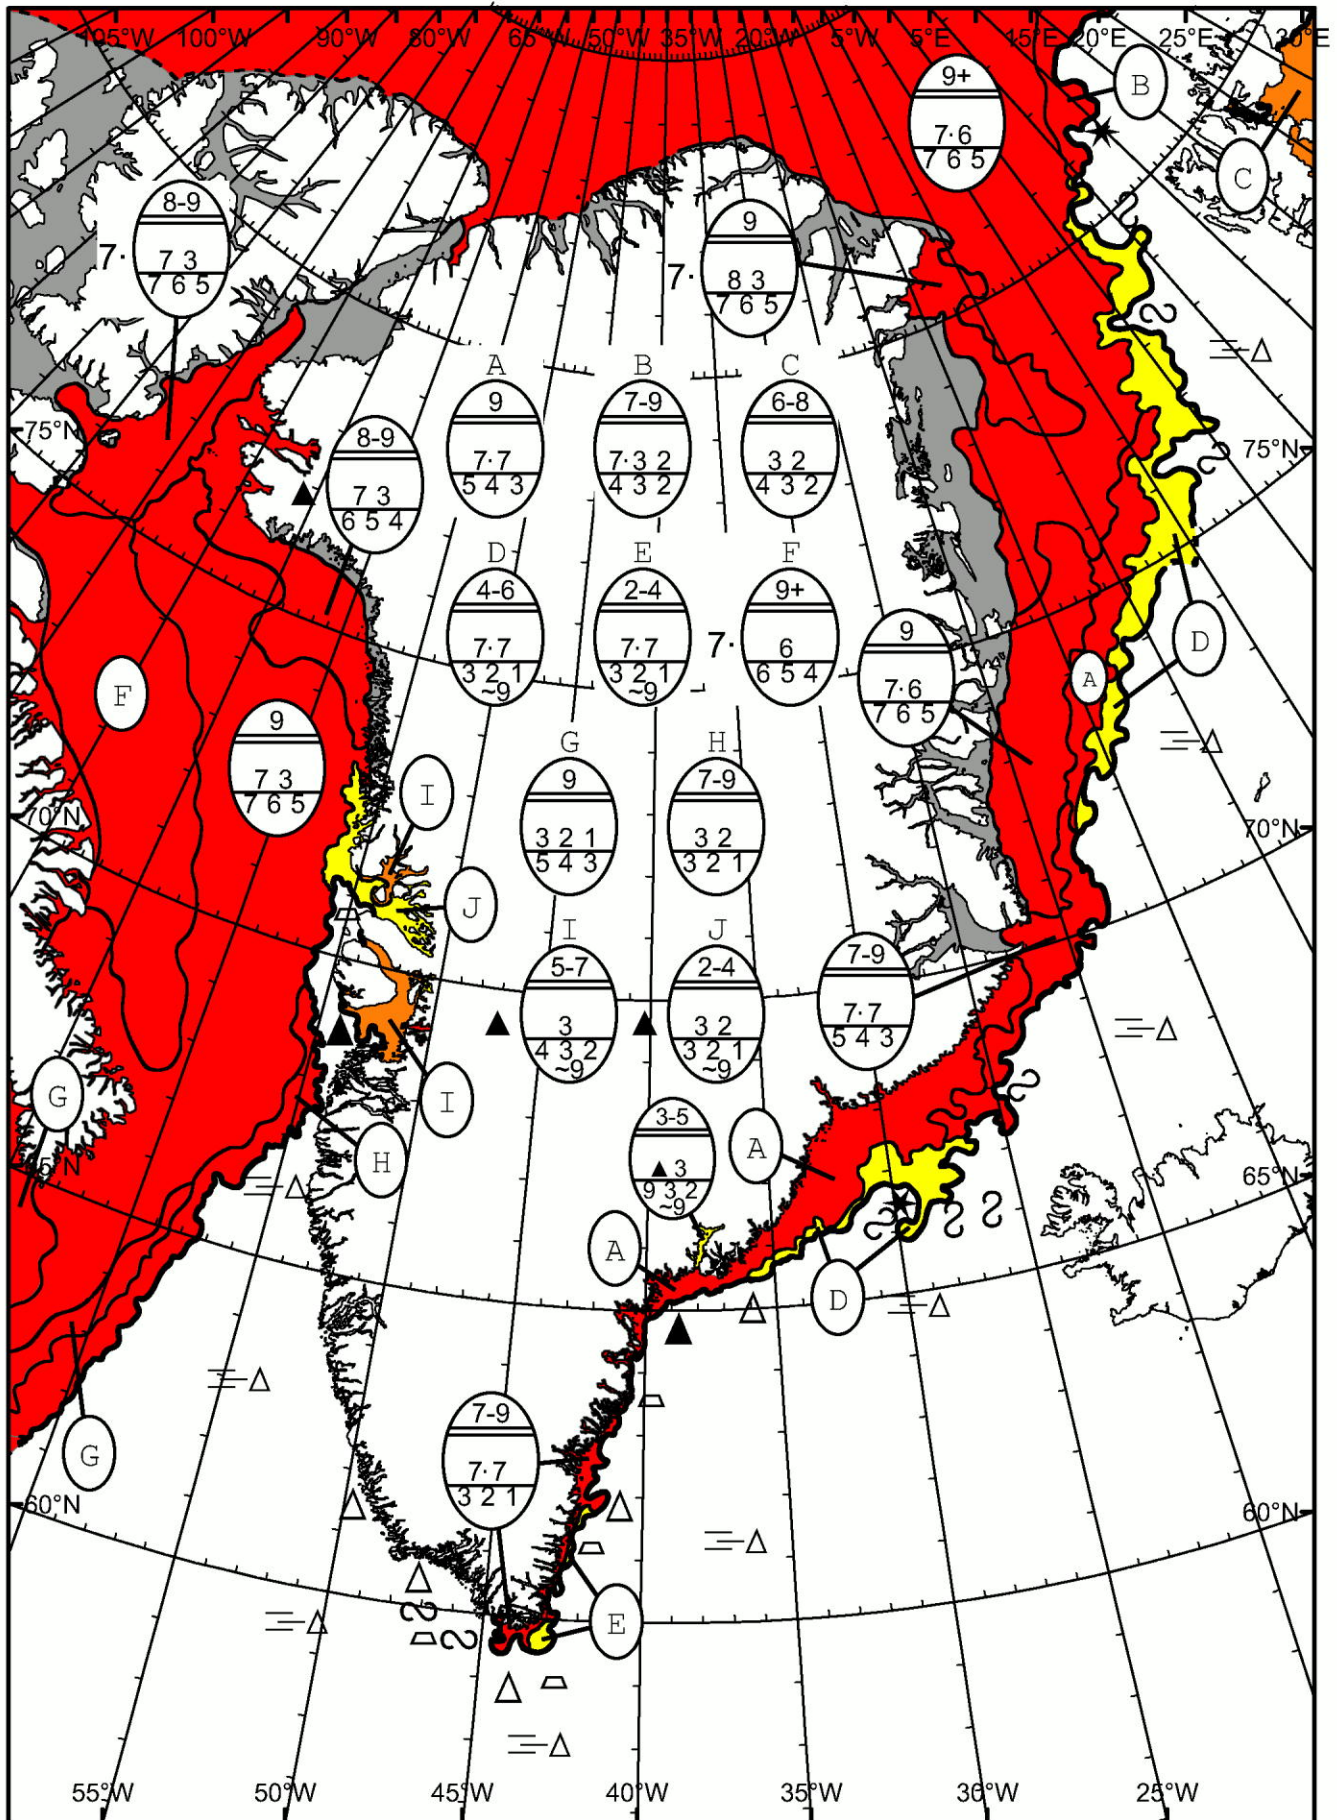 105°W 100°W 90°W 80°W 65°W 50°W 35°W 20°W 5°W 5°E 15°E 20°E 25°E 30°E
9+
7·6
7 6 5
B
C
8-9
7·
7 3
7 6 5
9
7·
8 3
7 6 5
A B C
9 7-9 6-8
7·7 7·3 2 3 2
5 4 3 4 3 2 4 3 2
75°N 75°N
8-9
7 3
6 5 4
D E F
4-6 2-4 9+
7·7 7·7 7· 6
3 2 1 3 2 1 6 5 4
~9 ~9
9
7·6
7 6 5
D
A
F
9
7 3
7 6 5
G H
9 7-9
3 2 1 3 2
5 4 3 3 2 1
I
70°N 70°N
J
I J
5-7 2-4
3 3 2
4 3 2 3 2 1
~9 ~9
7-9
7·7
5 4 3
G
I
H
3-5
3
9 3 2
~9
A
65°N 65°N
A
D
G
7-9
7·7
3 2 1
60°N 60°N
E
55°W 50°W 45°W 40°W 35°W 30°W 25°W